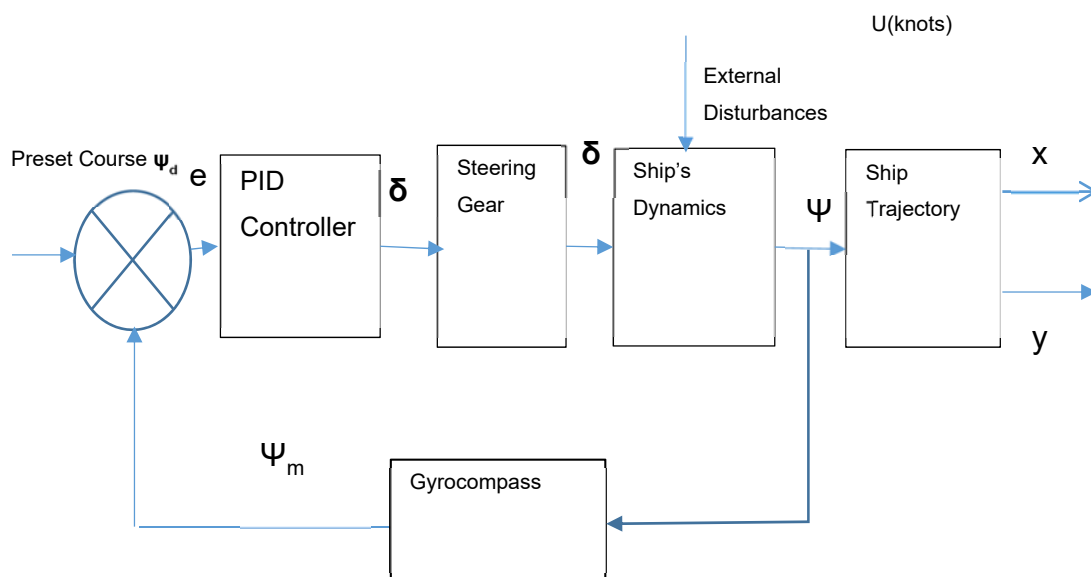 U(knots)
External
Disturbances
Preset Course Ψd
e
PID
Controller
δ
Steering
Gear
δ
Ship's
Dynamics
Ψ
Ship
Trajectory
x
y
Ψm
Gyrocompass